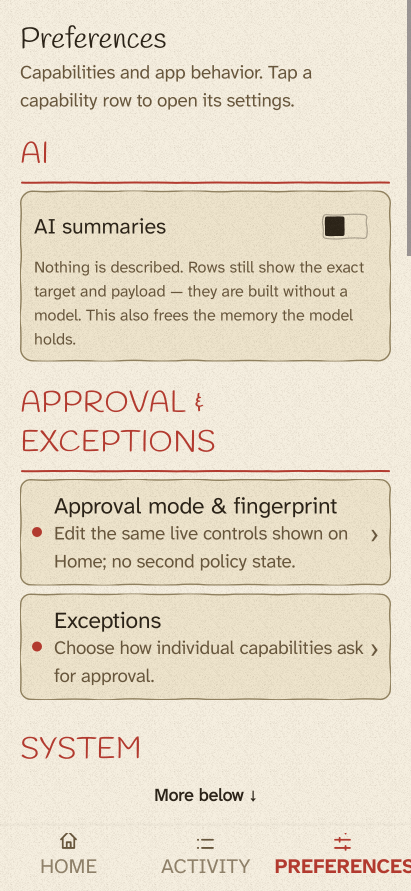 Preferences
Capabilities and app behavior. Tap a
capability row to open its settings.
AI
AI summaries
Nothing is described. Rows still show the exact
target and payload — they are built without a
model. This also frees the memory the model
holds.
APPROVAL &
EXCEPTIONS
Approval mode & fingerprint
Edit the same live controls shown on
Home; no second policy state.
›
Exceptions
Choose how individual capabilities ask
for approval.
›
SYSTEM
More below ↓
HOME
ACTIVITY
PREFERENCES